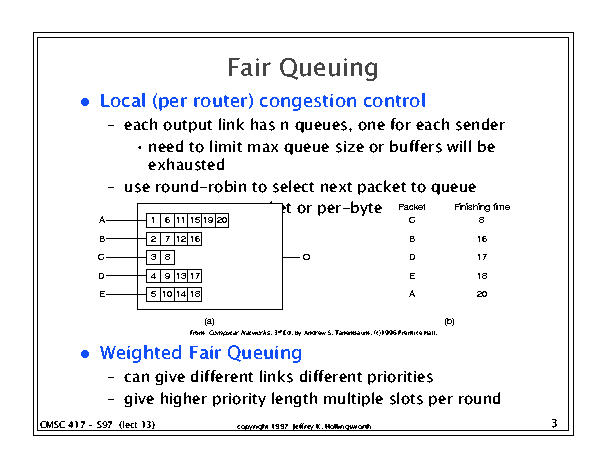 Fair Queuing
● Local (per router) congestion control
– each output link has n queues, one for each sender
• need to limit max queue size or buffers will be
exhausted
– use round-robin to select next packet to queue
et or per-byte
Packet Finishing time
A 1 6 11 15 19 20 C 8
B 2 7 12 16 B 16
C 3 8 O D 17
D 4 9 13 17 E 18
E 5 10 14 18 A 20
(a) (b)
From: Computer Networks, 3rd Ed. by Andrew S. Tanenbaum, (c)1996 Prentice Hall.
● Weighted Fair Queuing
– can give different links different priorities
– give higher priority length multiple slots per round
CMSC 417 - S97 (lect 13) copyright 1997 Jeffrey K. Hollingsworth 3